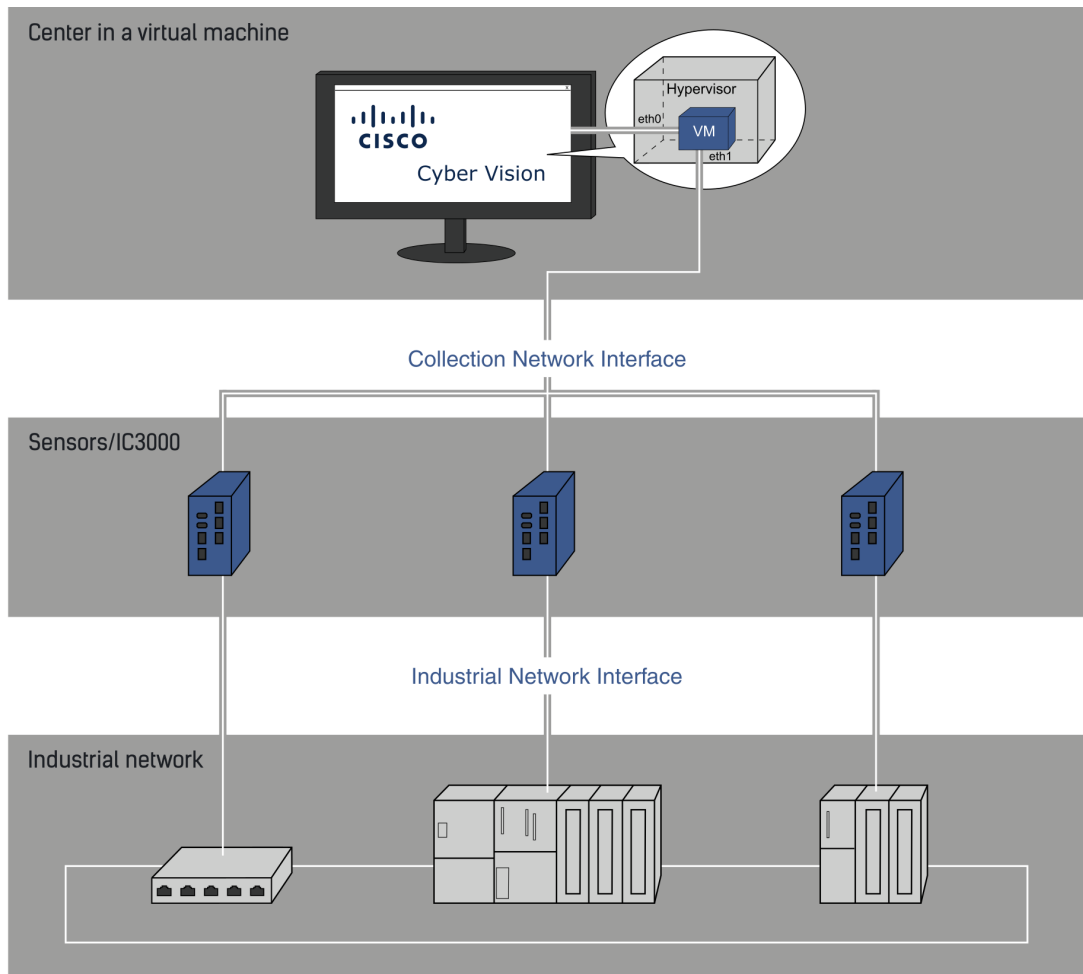 Center in a virtual machine
Hypervisor
eth0
VM
eth1
x
CISCO
Cyber Vision
Collection Network Interface
Sensors/IC3000
Industrial Network Interface
Industrial network